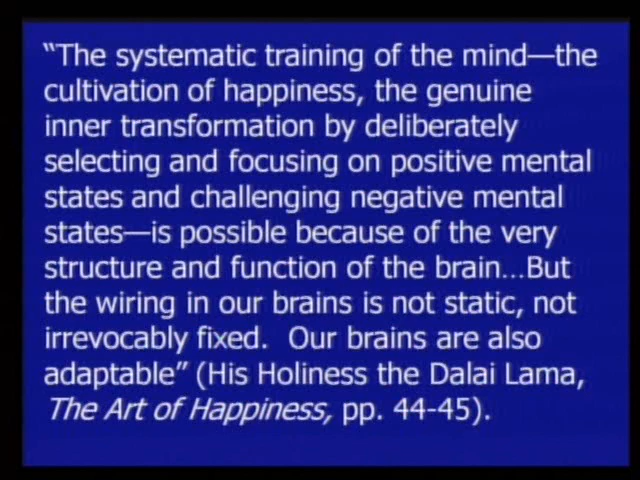 “The systematic training of the mind—the
cultivation of happiness, the genuine
inner transformation by deliberately
selecting and focusing on positive mental
states and challenging negative mental
states—is possible because of the very
structure and function of the brain…But
the wiring in our brains is not static, not
irrevocably fixed.  Our brains are also
adaptable” (His Holiness the Dalai Lama,
The Art of Happiness, pp. 44-45).